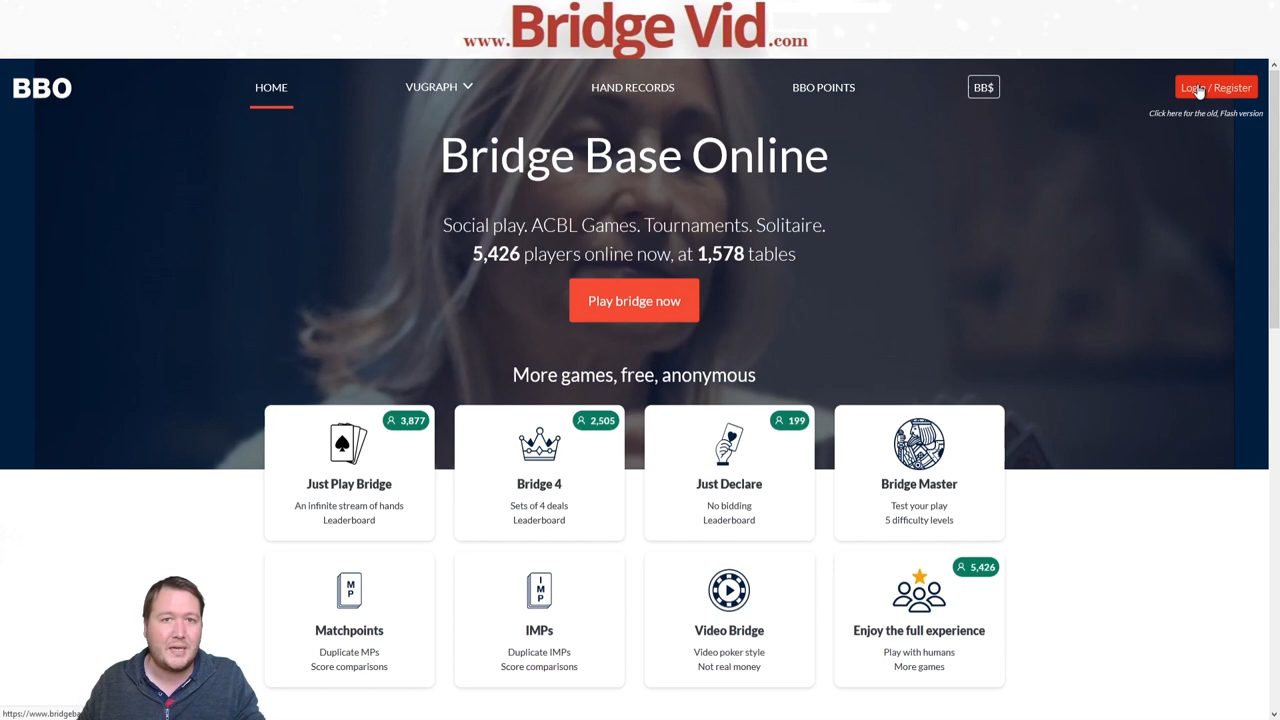 www.Bridge Vid.com
BBO
HOME
VUGRAPH
HAND RECORDS
BBO POINTS
BB$
Login / Register
Click here for the old, Flash version
Bridge Base Online
Social play. ACBL Games. Tournaments. Solitaire.
5,426 players online now, at 1,578 tables
Play bridge now
More games, free, anonymous
3,877
Just Play Bridge
An infinite stream of hands
Leaderboard
2,505
Bridge 4
Sets of 4 deals
Leaderboard
199
Just Declare
No bidding
Leaderboard
Bridge Master
Test your play
5 difficulty levels
M
P
Matchpoints
Duplicate MPs
Score comparisons
I
M
P
IMPs
Duplicate IMPs
Score comparisons
Video Bridge
Video poker style
Not real money
5,426
Enjoy the full experience
Play with humans
More games
https://www.bridgeba